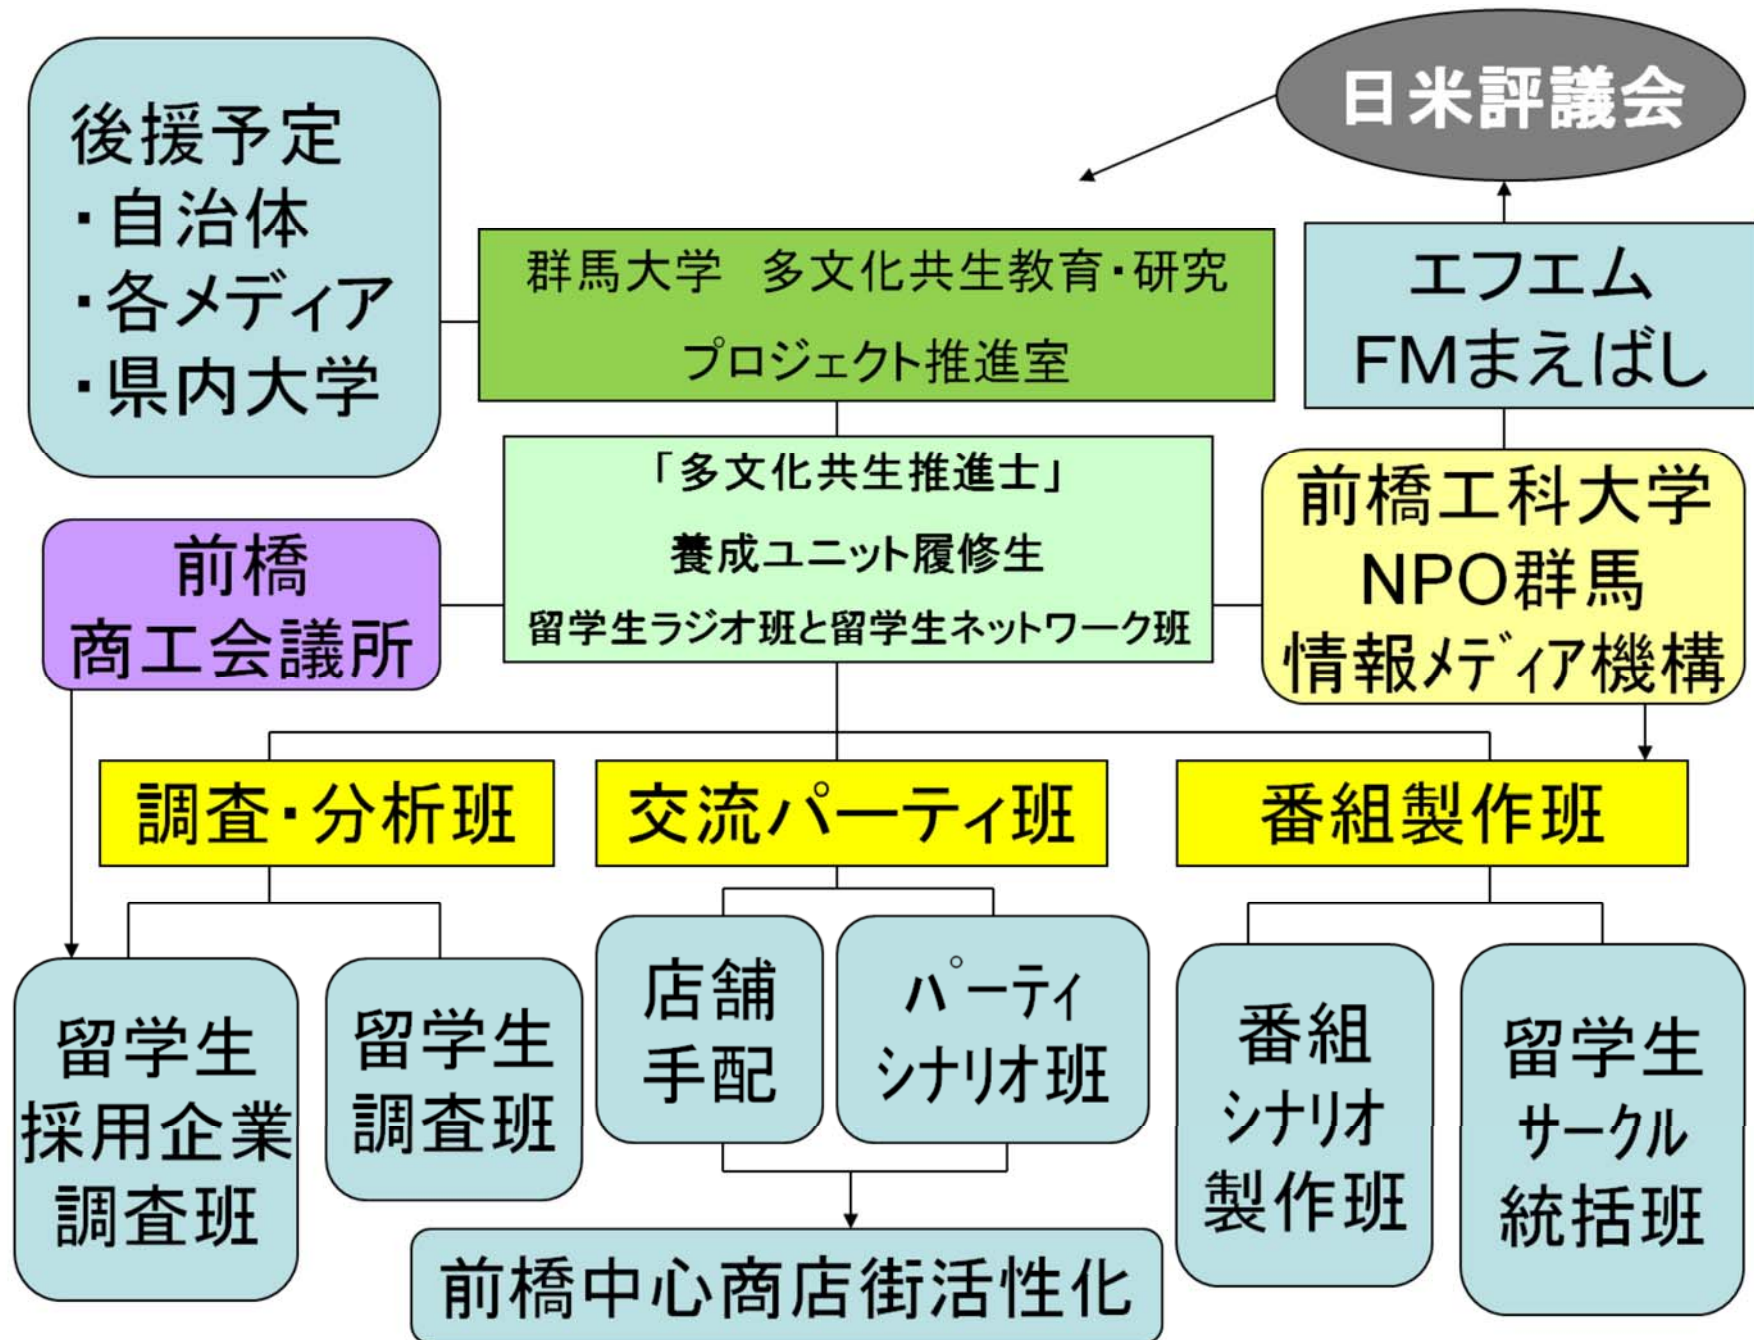 後援予定
・自治体
・各メディア
・県内大学
日米評議会
群馬大学　多文化共生教育・研究
プロジェクト推進室
エフエム
FMまえばし
「多文化共生推進士」
養成ユニット履修生
留学生ラジオ班と留学生ネットワーク班
前橋
商工会議所
前橋工科大学
NPO群馬
情報メディア機構
調査・分析班
交流パーティ班
番組製作班
留学生
採用企業
調査班
留学生
調査班
店舗
手配
パーティ
シナリオ班
番組
シナリオ
製作班
留学生
サークル
統括班
前橋中心商店街活性化